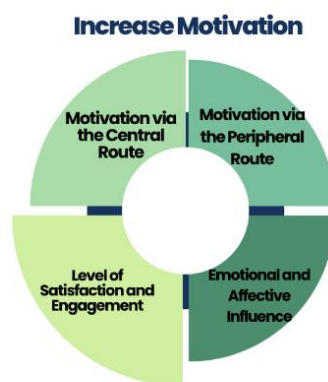 Increase Motivation
Motivation via
the Central
Route
Motivation via
the Peripheral
Route
Level of
Satisfaction and
Engagement
Emotional and
Affective
Influence